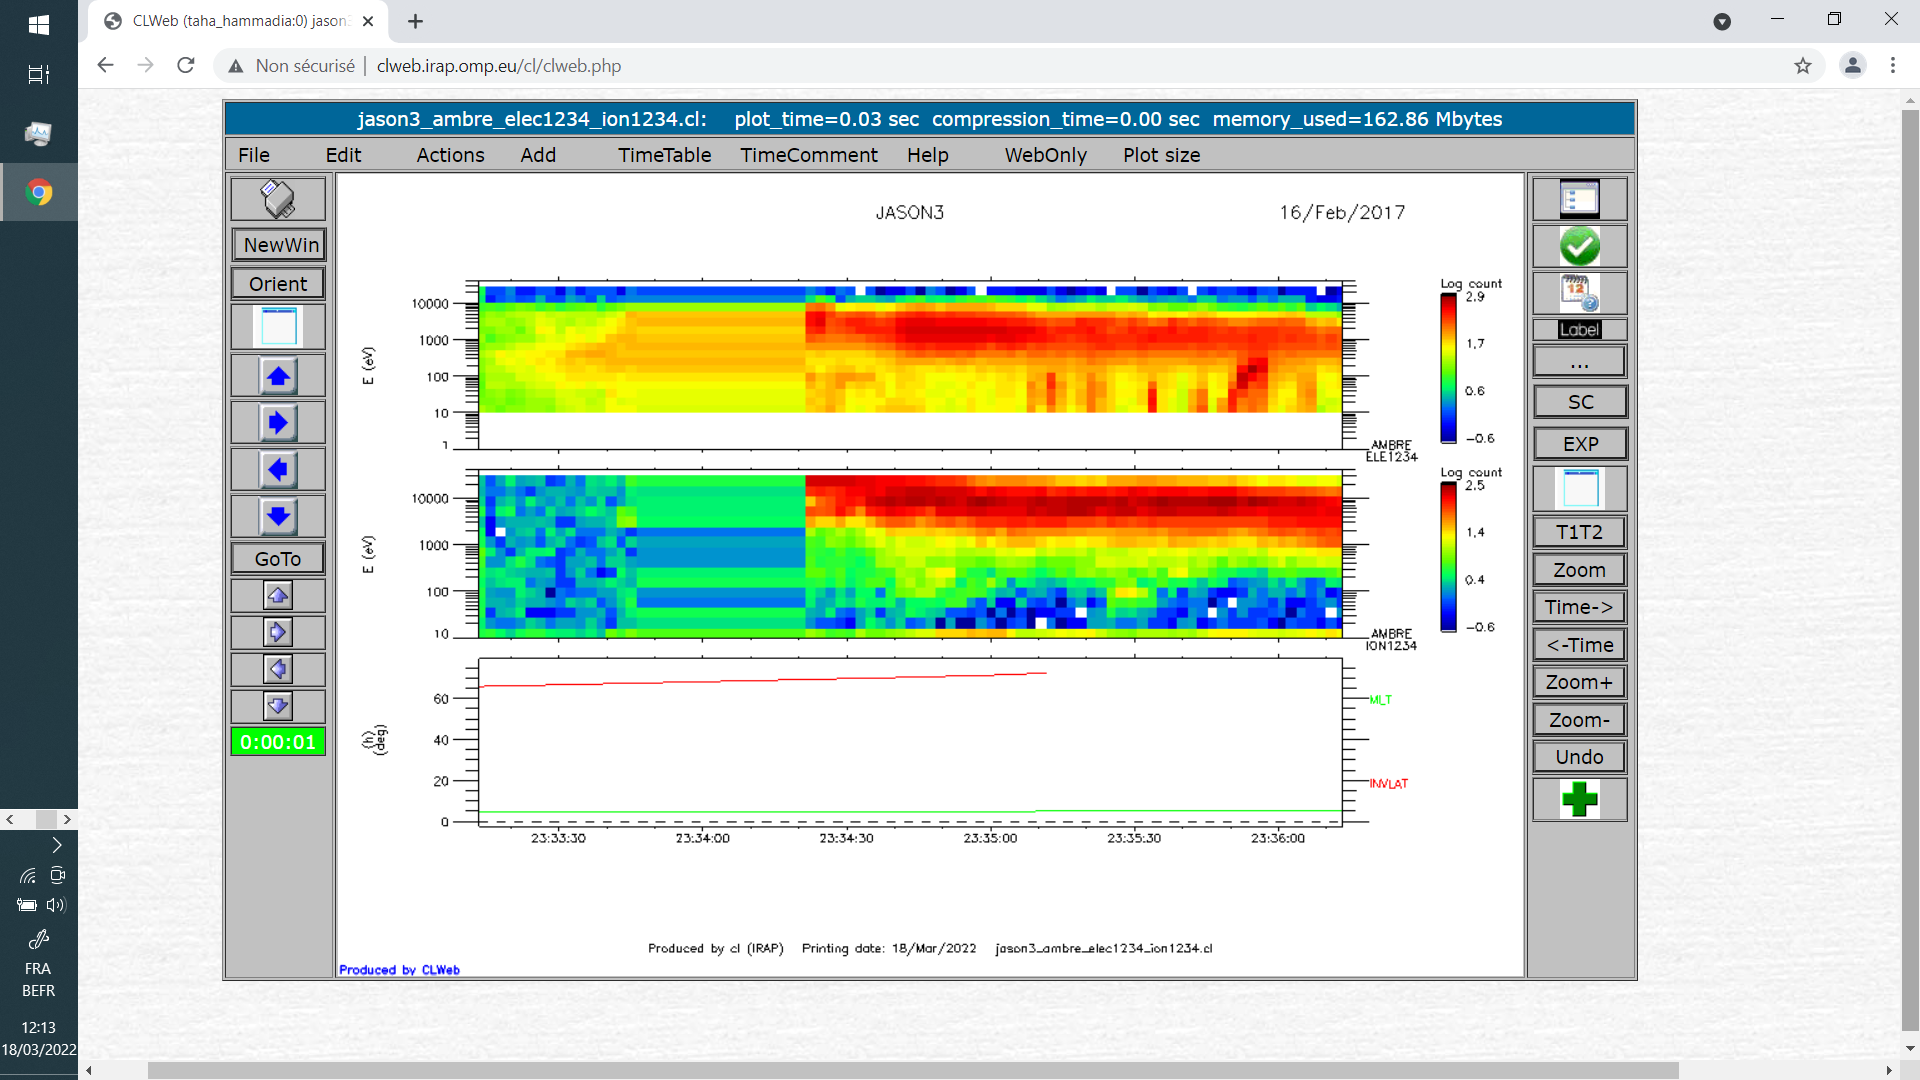 CLWeb (taha_hammadia:0) jason3
Non sécurisé | clweb.irap.omp.eu/cl/clweb.php
jason3_ambre_elec1234_ion1234.cl: plot_time=0.03 sec compression_time=0.00 sec memory_used=162.86 Mbytes
File Edit Actions Add TimeTable TimeComment Help WebOnly Plot size
NewWin
Orient
GoTo
0:00:01
JASON3 16/Feb/2017
Log count
2.9
1.7
0.6
-0.6
10000
1000
100
10
1
E (eV)
AMBRE
ELE1234
Log count
2.5
1.4
0.4
-0.6
10000
1000
100
10
E (eV)
AMBRE
ION1234
60
40
20
0
(h)
(deg)
MLT
INVLAT
23:33:30 23:34:00 23:34:30 23:35:00 23:35:30 23:36:00
Produced by cl (IRAP) Printing date: 18/Mar/2022 jason3_ambre_elec1234_ion1234.cl
Produced by CLWeb
12
Label
...
SC
EXP
T1T2
Zoom
Time->
<-Time
Zoom+
Zoom-
Undo
FRA
BEFR
12:13
18/03/2022